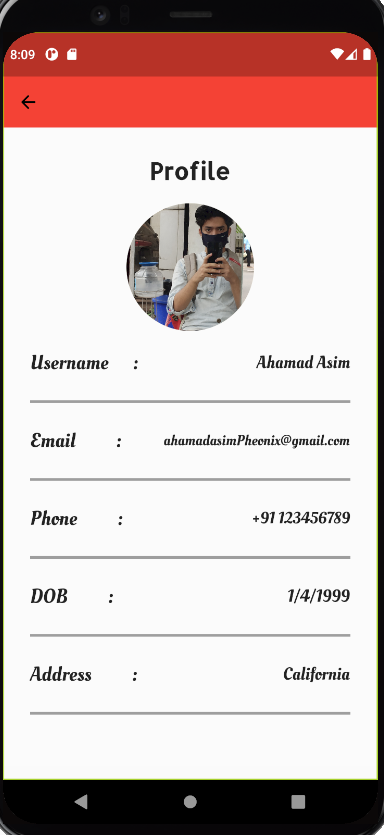 8:09
Profile
Username : Ahamad Asim
Email : ahamadasimPheonix@gmail.com
Phone : +91 123456789
DOB : 1/4/1999
Address : California